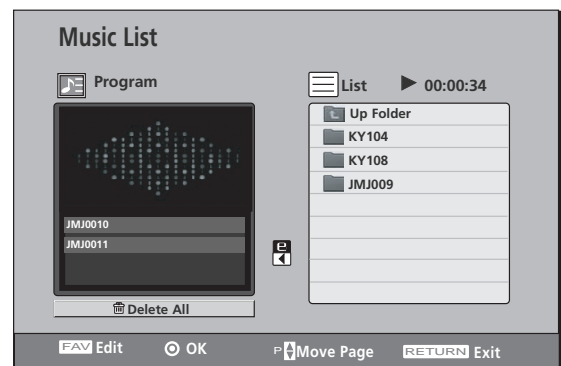 Music List
Program
List ▶ 00:00:34
Up Folder
KY104
KY108
JMJ009
JMJ0010
JMJ0011
e
Delete All
FAV Edit OK P Move Page RETURN Exit